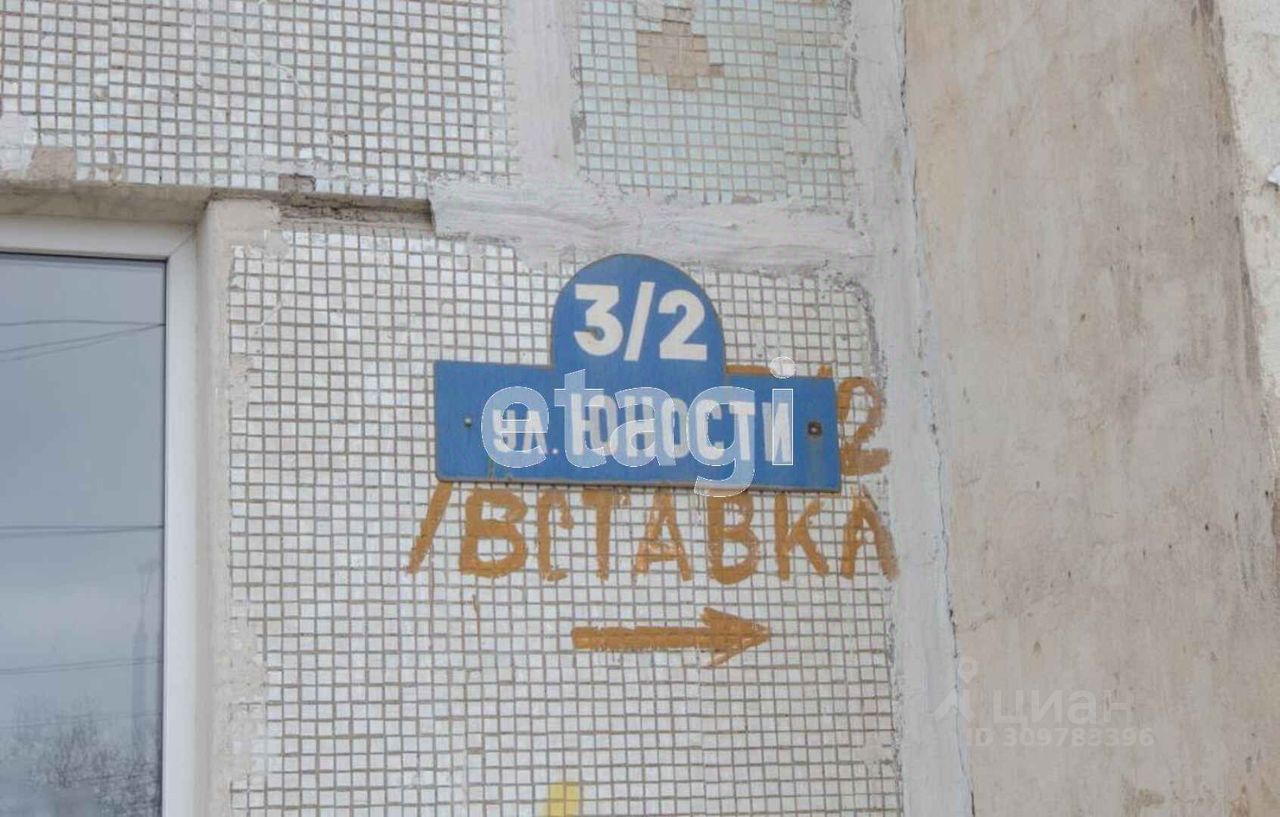 3/2
ул. ЮНОСТИ
etagi
2
/ВСТАВКА
циан
ID 309783396